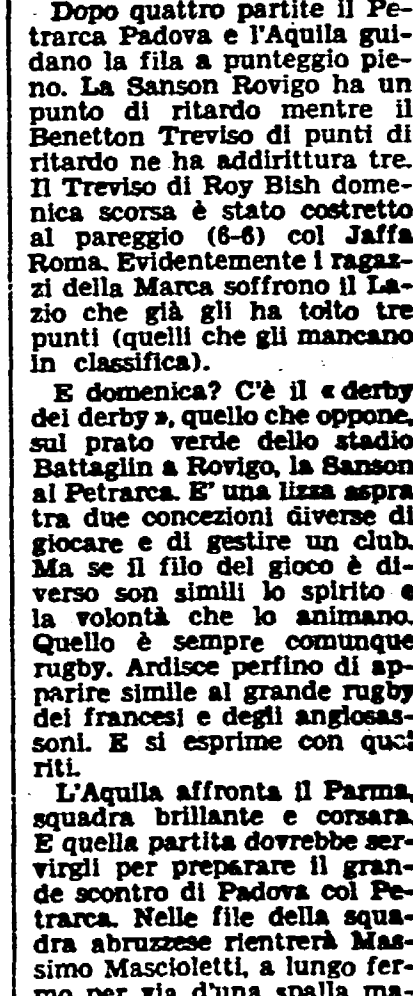 Dopo quattro partite il Pe-
trarca Padova e l'Aquila gui-
dano la fila a punteggio pie-
no. La Sanson Rovigo ha un
punto di ritardo mentre il
Benetton Treviso di punti di
ritardo ne ha addirittura tre.
Il Treviso di Roy Bish dome-
nica scorsa è stato costretto
al pareggio (6-6) col Jaffa
Roma. Evidentemente i ragaz-
zi della Marca soffrono il La-
zio che già gli ha tolto tre
punti (quelli che gli mancano
in classifica).
E domenica? C'è il « derby
dei derby », quello che oppone,
sul prato verde dello stadio
Battaglin a Rovigo, la Sanson
al Petrarca. E' una lizza aspra
tra due concezioni diverse di
giocare e di gestire un club.
Ma se il filo del gioco è di-
verso son simili lo spirito e
la volontà che lo animano.
Quello è sempre comunque
rugby. Ardisce perfino di ap-
parire simile al grande rugby
dei francesi e degli anglosas-
soni. E si esprime con quei
riti.
L'Aquila affronta il Parma,
squadra brillante e corsara.
E quella partita dovrebbe ser-
virgli per preparare il gran-
de scontro di Padova col Pe-
trarca. Nelle file della squa-
dra abruzzese rientrerà Mas-
simo Mascioletti, a lungo fer-
mo per via d'una spalla ma-